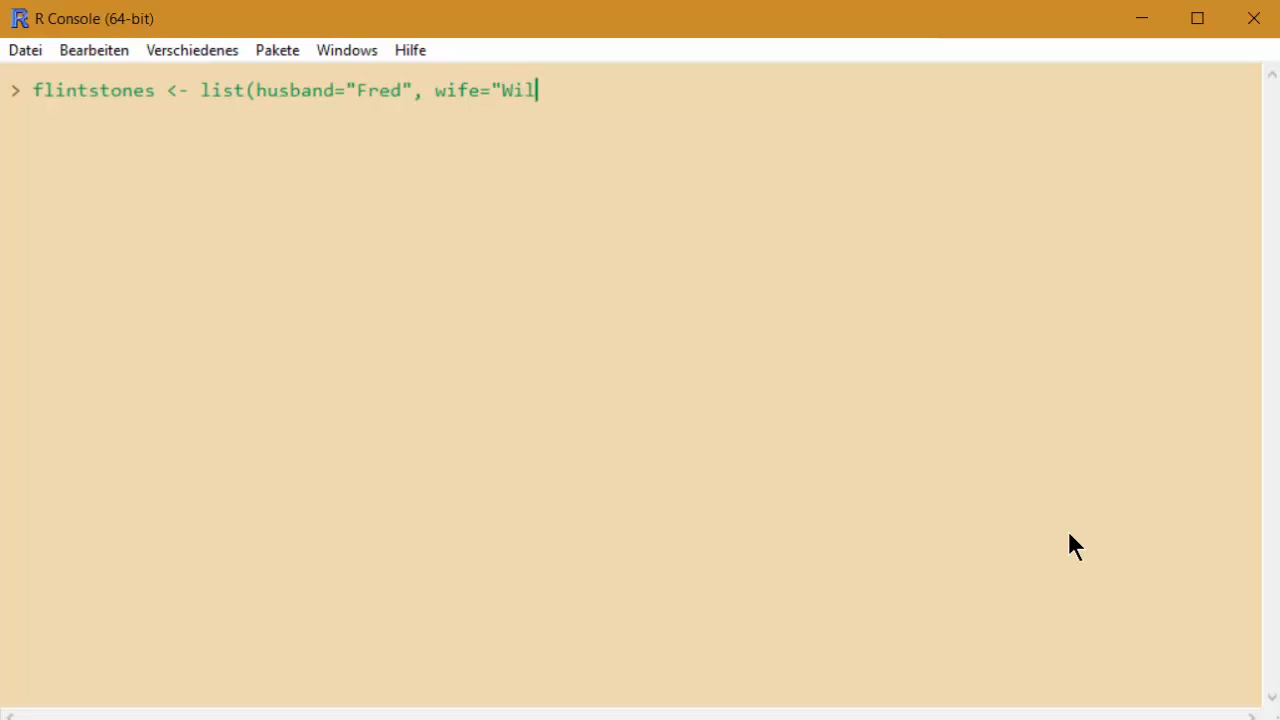 R Console (64-bit)
Datei Bearbeiten Verschiedenes Pakete Windows Hilfe
> flintstones <- list(husband="Fred", wife="Wil